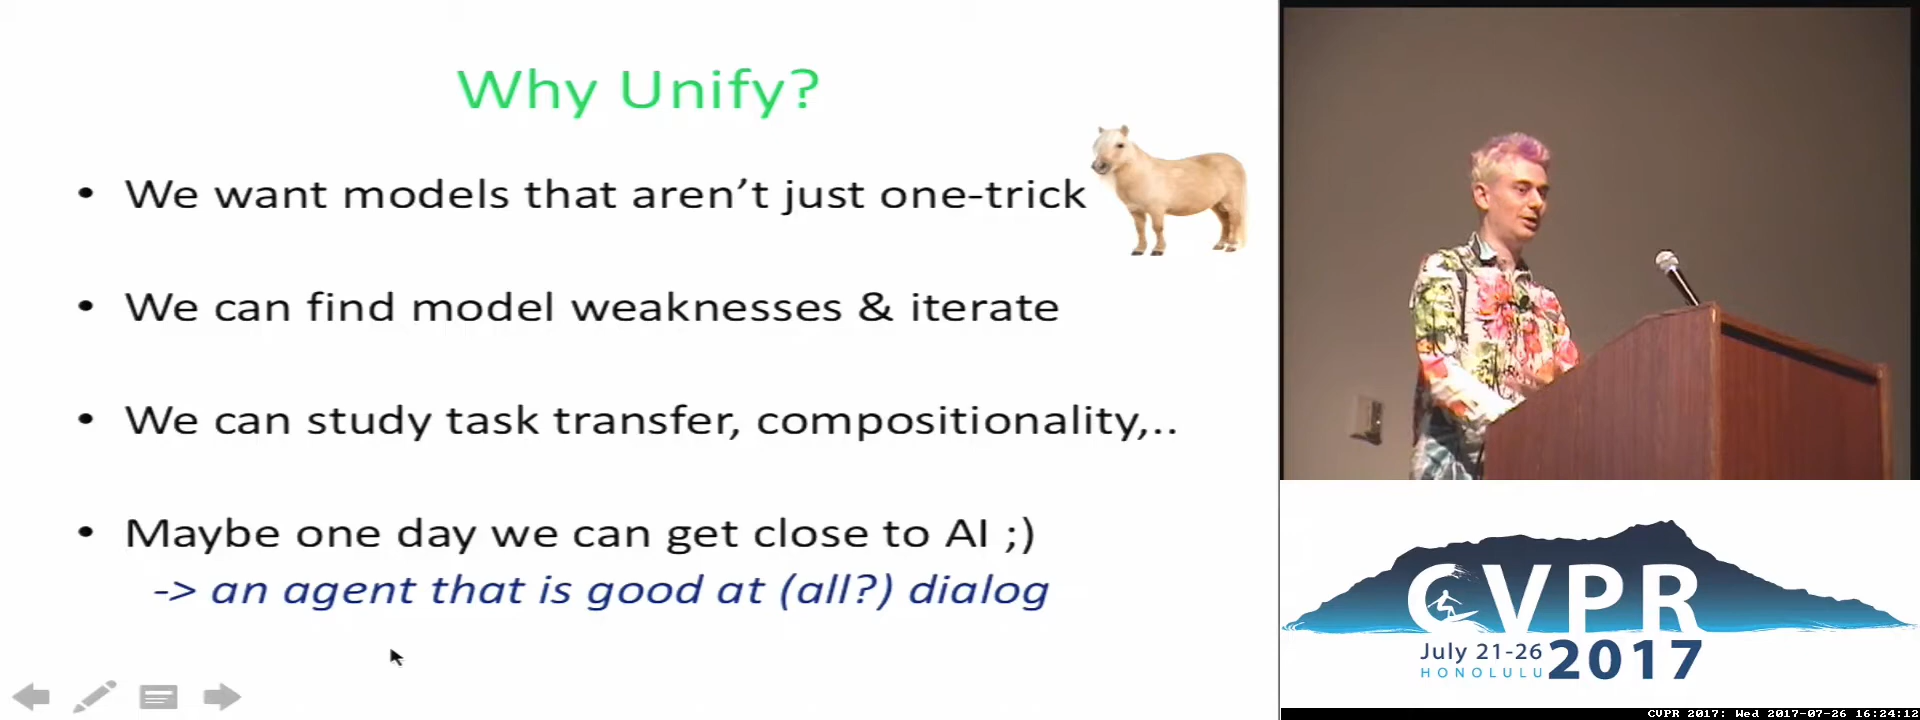 Why Unify?
• We want models that aren't just one-trick
• We can find model weaknesses & iterate
• We can study task transfer, compositionality,..
• Maybe one day we can get close to AI ;)
-> an agent that is good at (all?) dialog
CVPR
July 21-26
HONOLULU
2017
CVPR 2017: Wed 2017-07-26 16:24:12